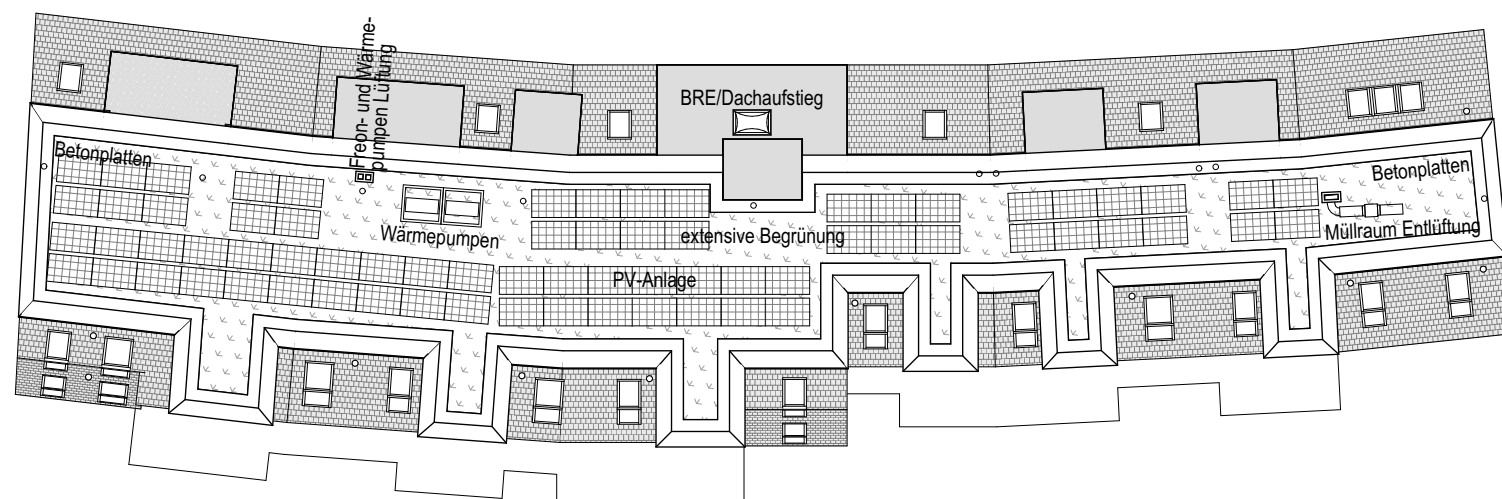 Freon- und Wärme-
pumpen Lüftung
BRE/Dachaufstieg
Betonplatten
Betonplatten
Wärmepumpen
extensive Begrünung
Müllraum Entlüftung
PV-Anlage